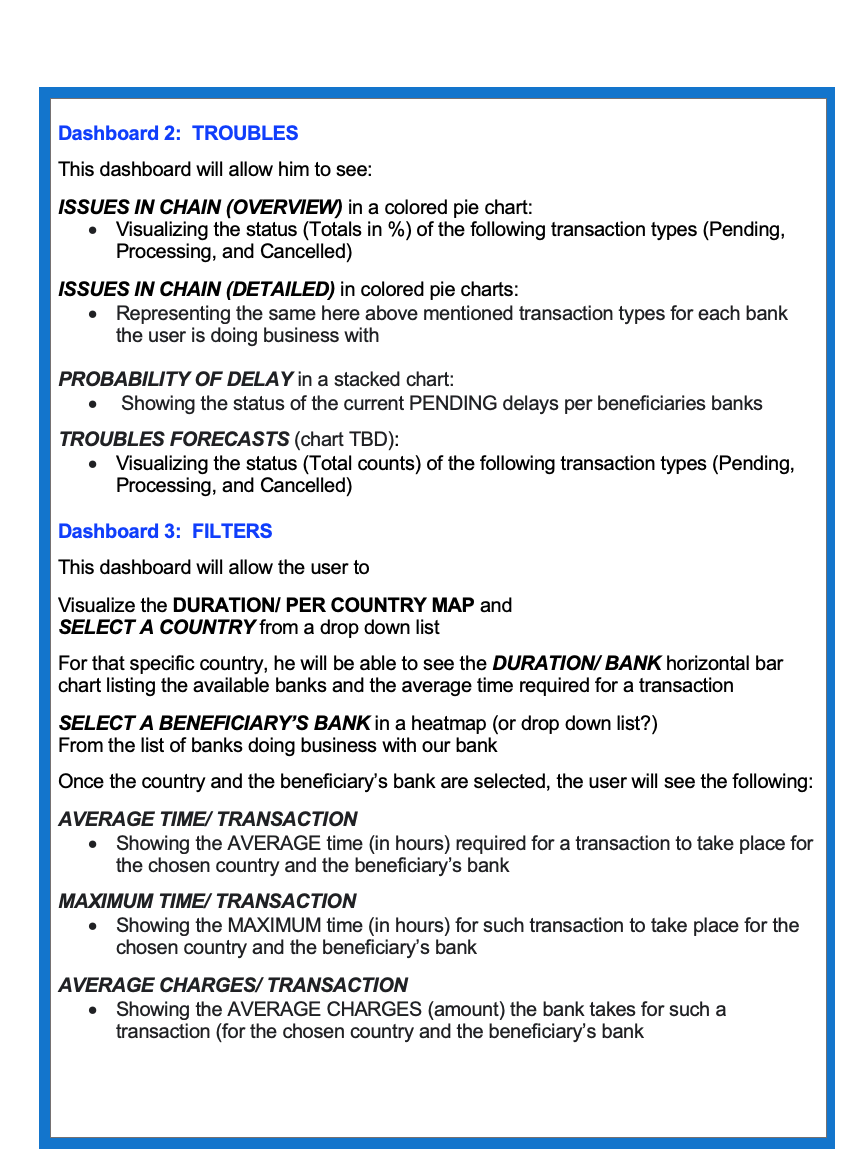 Dashboard 2:  TROUBLES
This dashboard will allow him to see:
ISSUES IN CHAIN (OVERVIEW) in a colored pie chart:
• Visualizing the status (Totals in %) of the following transaction types (Pending,
Processing, and Cancelled)
ISSUES IN CHAIN (DETAILED) in colored pie charts:
• Representing the same here above mentioned transaction types for each bank
the user is doing business with
PROBABILITY OF DELAY in a stacked chart:
• Showing the status of the current PENDING delays per beneficiaries banks
TROUBLES FORECASTS (chart TBD):
• Visualizing the status (Total counts) of the following transaction types (Pending,
Processing, and Cancelled)
Dashboard 3:  FILTERS
This dashboard will allow the user to
Visualize the DURATION/ PER COUNTRY MAP and
SELECT A COUNTRY from a drop down list
For that specific country, he will be able to see the DURATION/ BANK horizontal bar
chart listing the available banks and the average time required for a transaction
SELECT A BENEFICIARY’S BANK in a heatmap (or drop down list?)
From the list of banks doing business with our bank
Once the country and the beneficiary’s bank are selected, the user will see the following:
AVERAGE TIME/ TRANSACTION
• Showing the AVERAGE time (in hours) required for a transaction to take place for
the chosen country and the beneficiary’s bank
MAXIMUM TIME/ TRANSACTION
• Showing the MAXIMUM time (in hours) for such transaction to take place for the
chosen country and the beneficiary’s bank
AVERAGE CHARGES/ TRANSACTION
• Showing the AVERAGE CHARGES (amount) the bank takes for such a
transaction (for the chosen country and the beneficiary’s bank